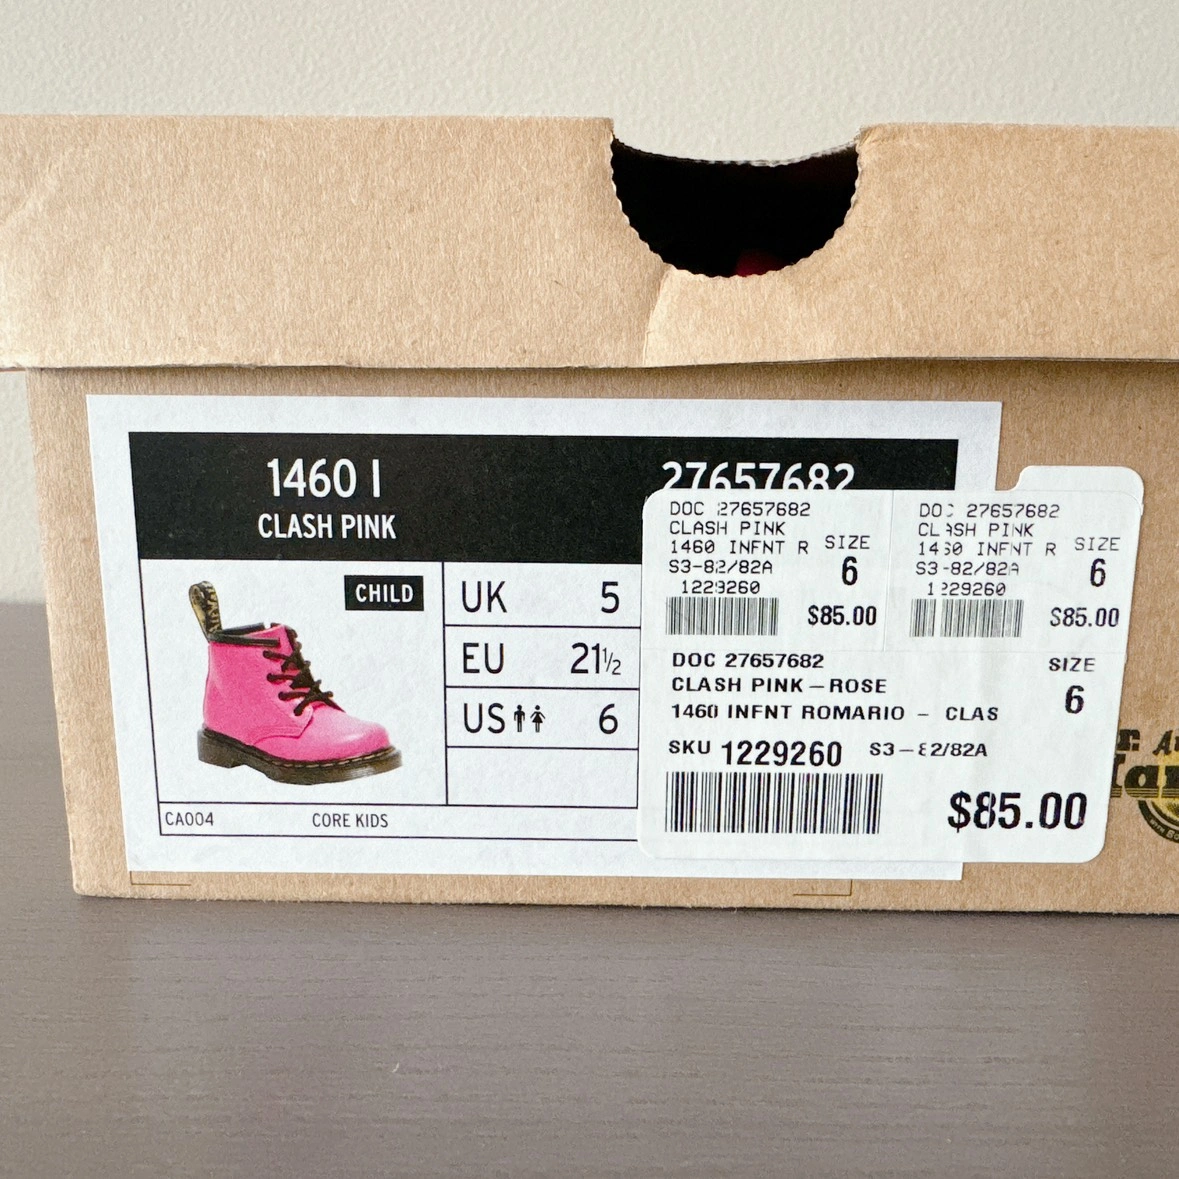 1460 I
CLASH PINK
27657682
CHILD
UK 5
EU 21½
US 6
CA004 CORE KIDS
DOC 27657682
CLASH PINK
1460 INFNT R SIZE
S3-82/82A 6
1229260
$85.00
DOC 27657682
CLASH PINK
1460 INFNT R SIZE
S3-82/82A 6
1229260
$85.00
DOC 27657682 SIZE
CLASH PINK-ROSE 6
1460 INFNT ROMARIO - CLAS
SKU 1229260 S3-82/82A
$85.00